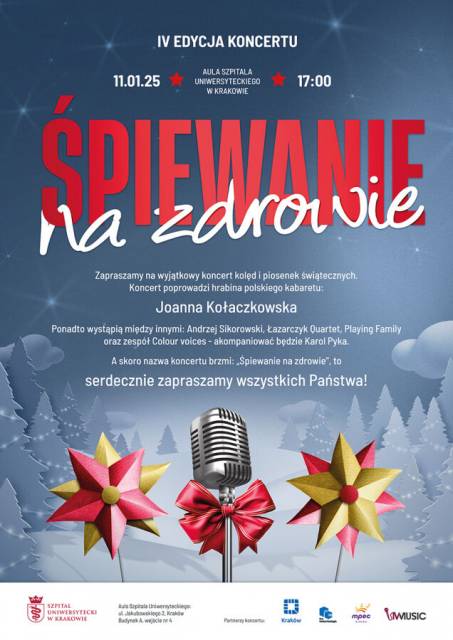 IV EDYCJA KONCERTU
11.01.25
AULA SZPITALA
UNIWERSYTECKIEGO
W KRAKOWIE
17:00
ŚPIEWANIE
na zdrowie
Zapraszamy na wyjątkowy koncert kolęd i piosenek świątecznych.
Koncert poprowadzi hrabina polskiego kabaretu:
Joanna Kołaczkowska
Ponadto wystąpią między innymi: Andrzej Sikorowski, Łazarczyk Quartet, Playing Family
oraz zespół Colour voices - akompaniować będzie Karol Pyka.
A skoro nazwa koncertu brzmi: „Śpiewanie na zdrowie", to
serdecznie zapraszamy wszystkich Państwa!
SZPITAL
UNIWERSYTECKI
W KRAKOWIE
Aula Szpitala Uniwersyteckiego:
ul. Jakubowskiego 2, Kraków
Budynek A, wejście nr 4
Partnerzy koncertu:
Kraków
mpec
MUSIC